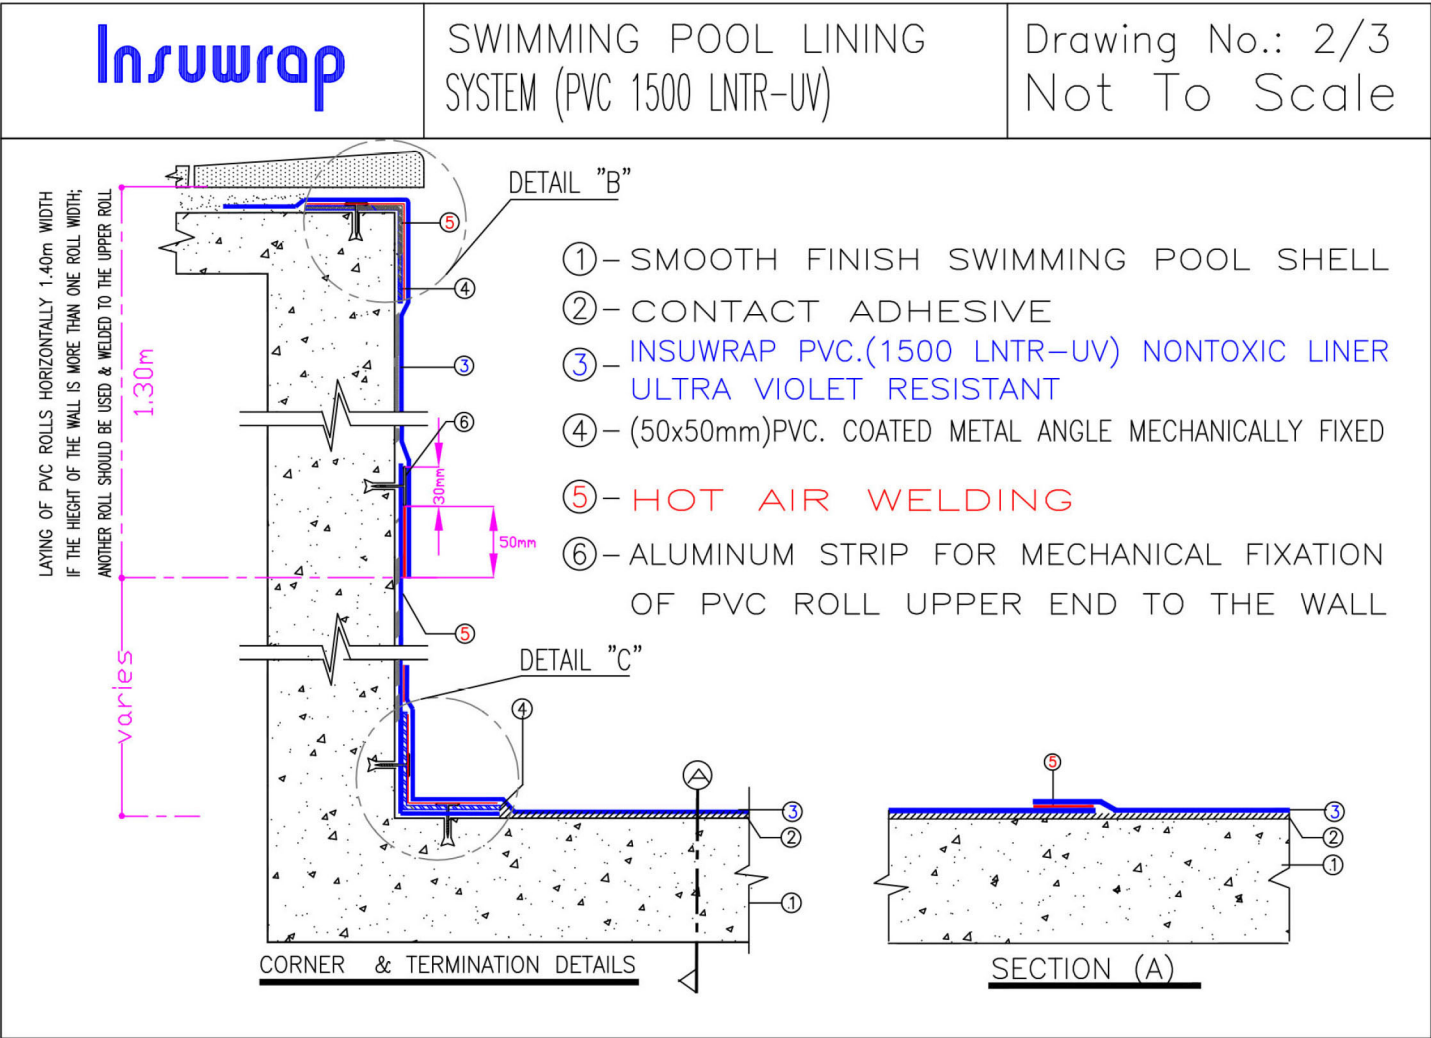 Insuwrap
SWIMMING POOL LINING
SYSTEM (PVC 1500 LNTR-UV)
Drawing No.: 2/3
Not To Scale
LAYING OF PVC ROLLS HORIZONTALLY 1.40m WIDTH
IF THE HIEGHT OF THE WALL IS MORE THAN ONE ROLL WIDTH;
ANOTHER ROLL SHOULD BE USED & WELDED TO THE UPPER ROLL
1.30m
varies
DETAIL "B"
5
4
3
6
30mm
50mm
5
DETAIL "C"
4
A
3
2
1
1 - SMOOTH FINISH SWIMMING POOL SHELL
2 - CONTACT ADHESIVE
3 - INSUWRAP PVC.(1500 LNTR-UV) NONTOXIC LINER
ULTRA VIOLET RESISTANT
4 - (50x50mm)PVC. COATED METAL ANGLE MECHANICALLY FIXED
5 - HOT AIR WELDING
6 - ALUMINUM STRIP FOR MECHANICAL FIXATION
OF PVC ROLL UPPER END TO THE WALL
5
3
2
1
CORNER & TERMINATION DETAILS
SECTION (A)